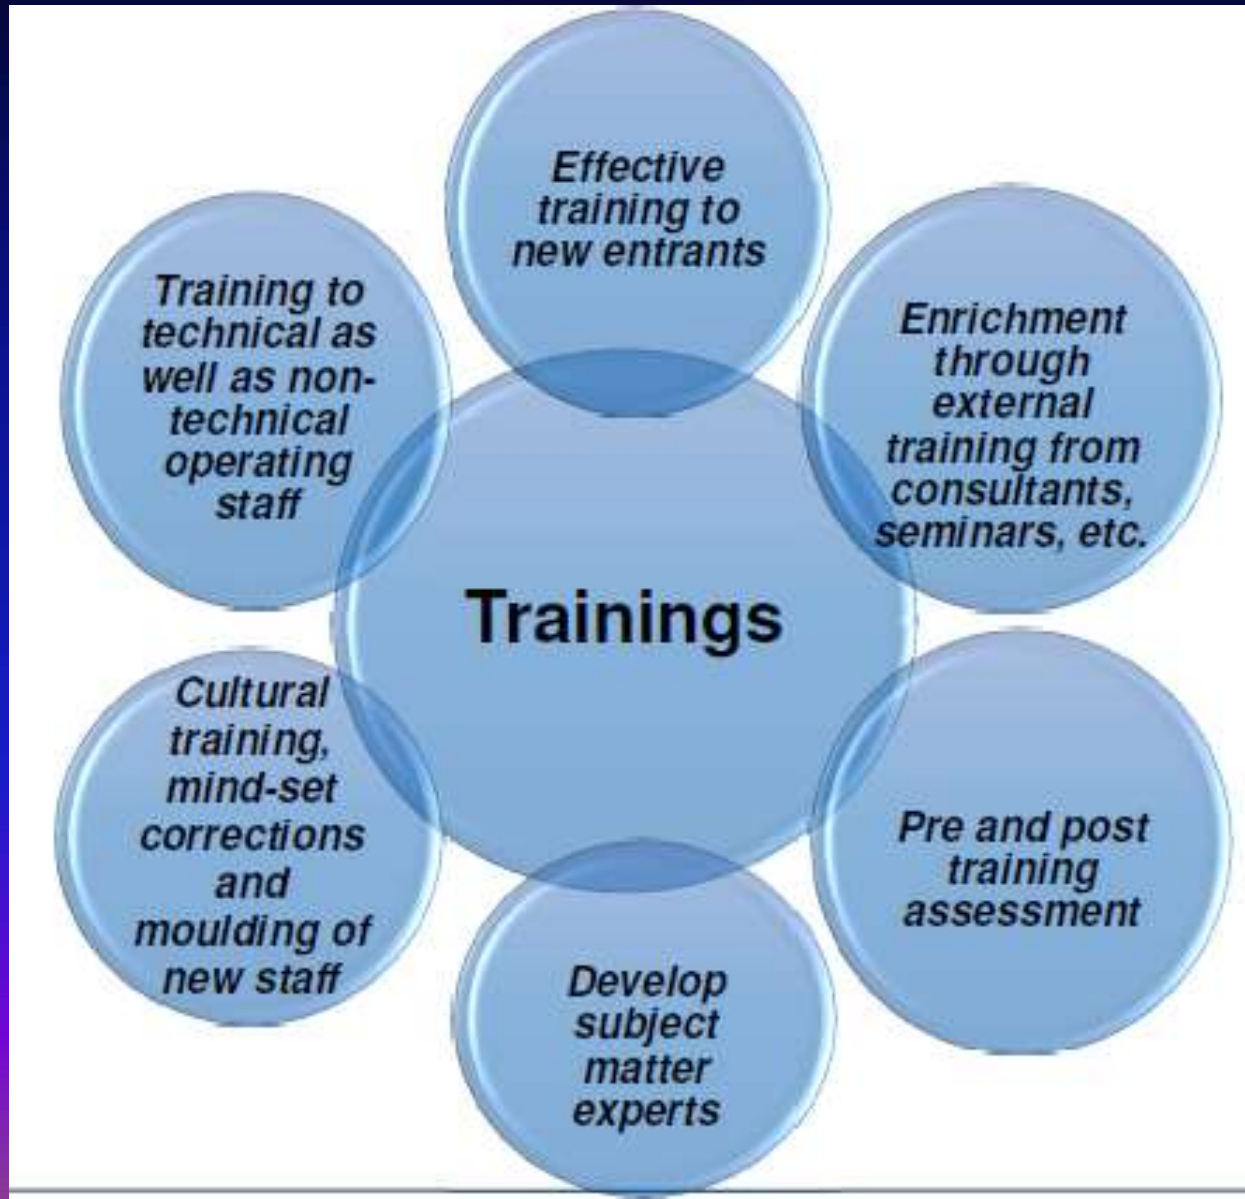 Effective
training to
new entrants
Enrichment
through
external
training from
consultants,
seminars, etc.
Pre and post
training
assessment
Develop
subject
matter
experts
Cultural
training,
mind-set
corrections
and
moulding of
new staff
Training to
technical as
well as non-
technical
operating
staff
Trainings